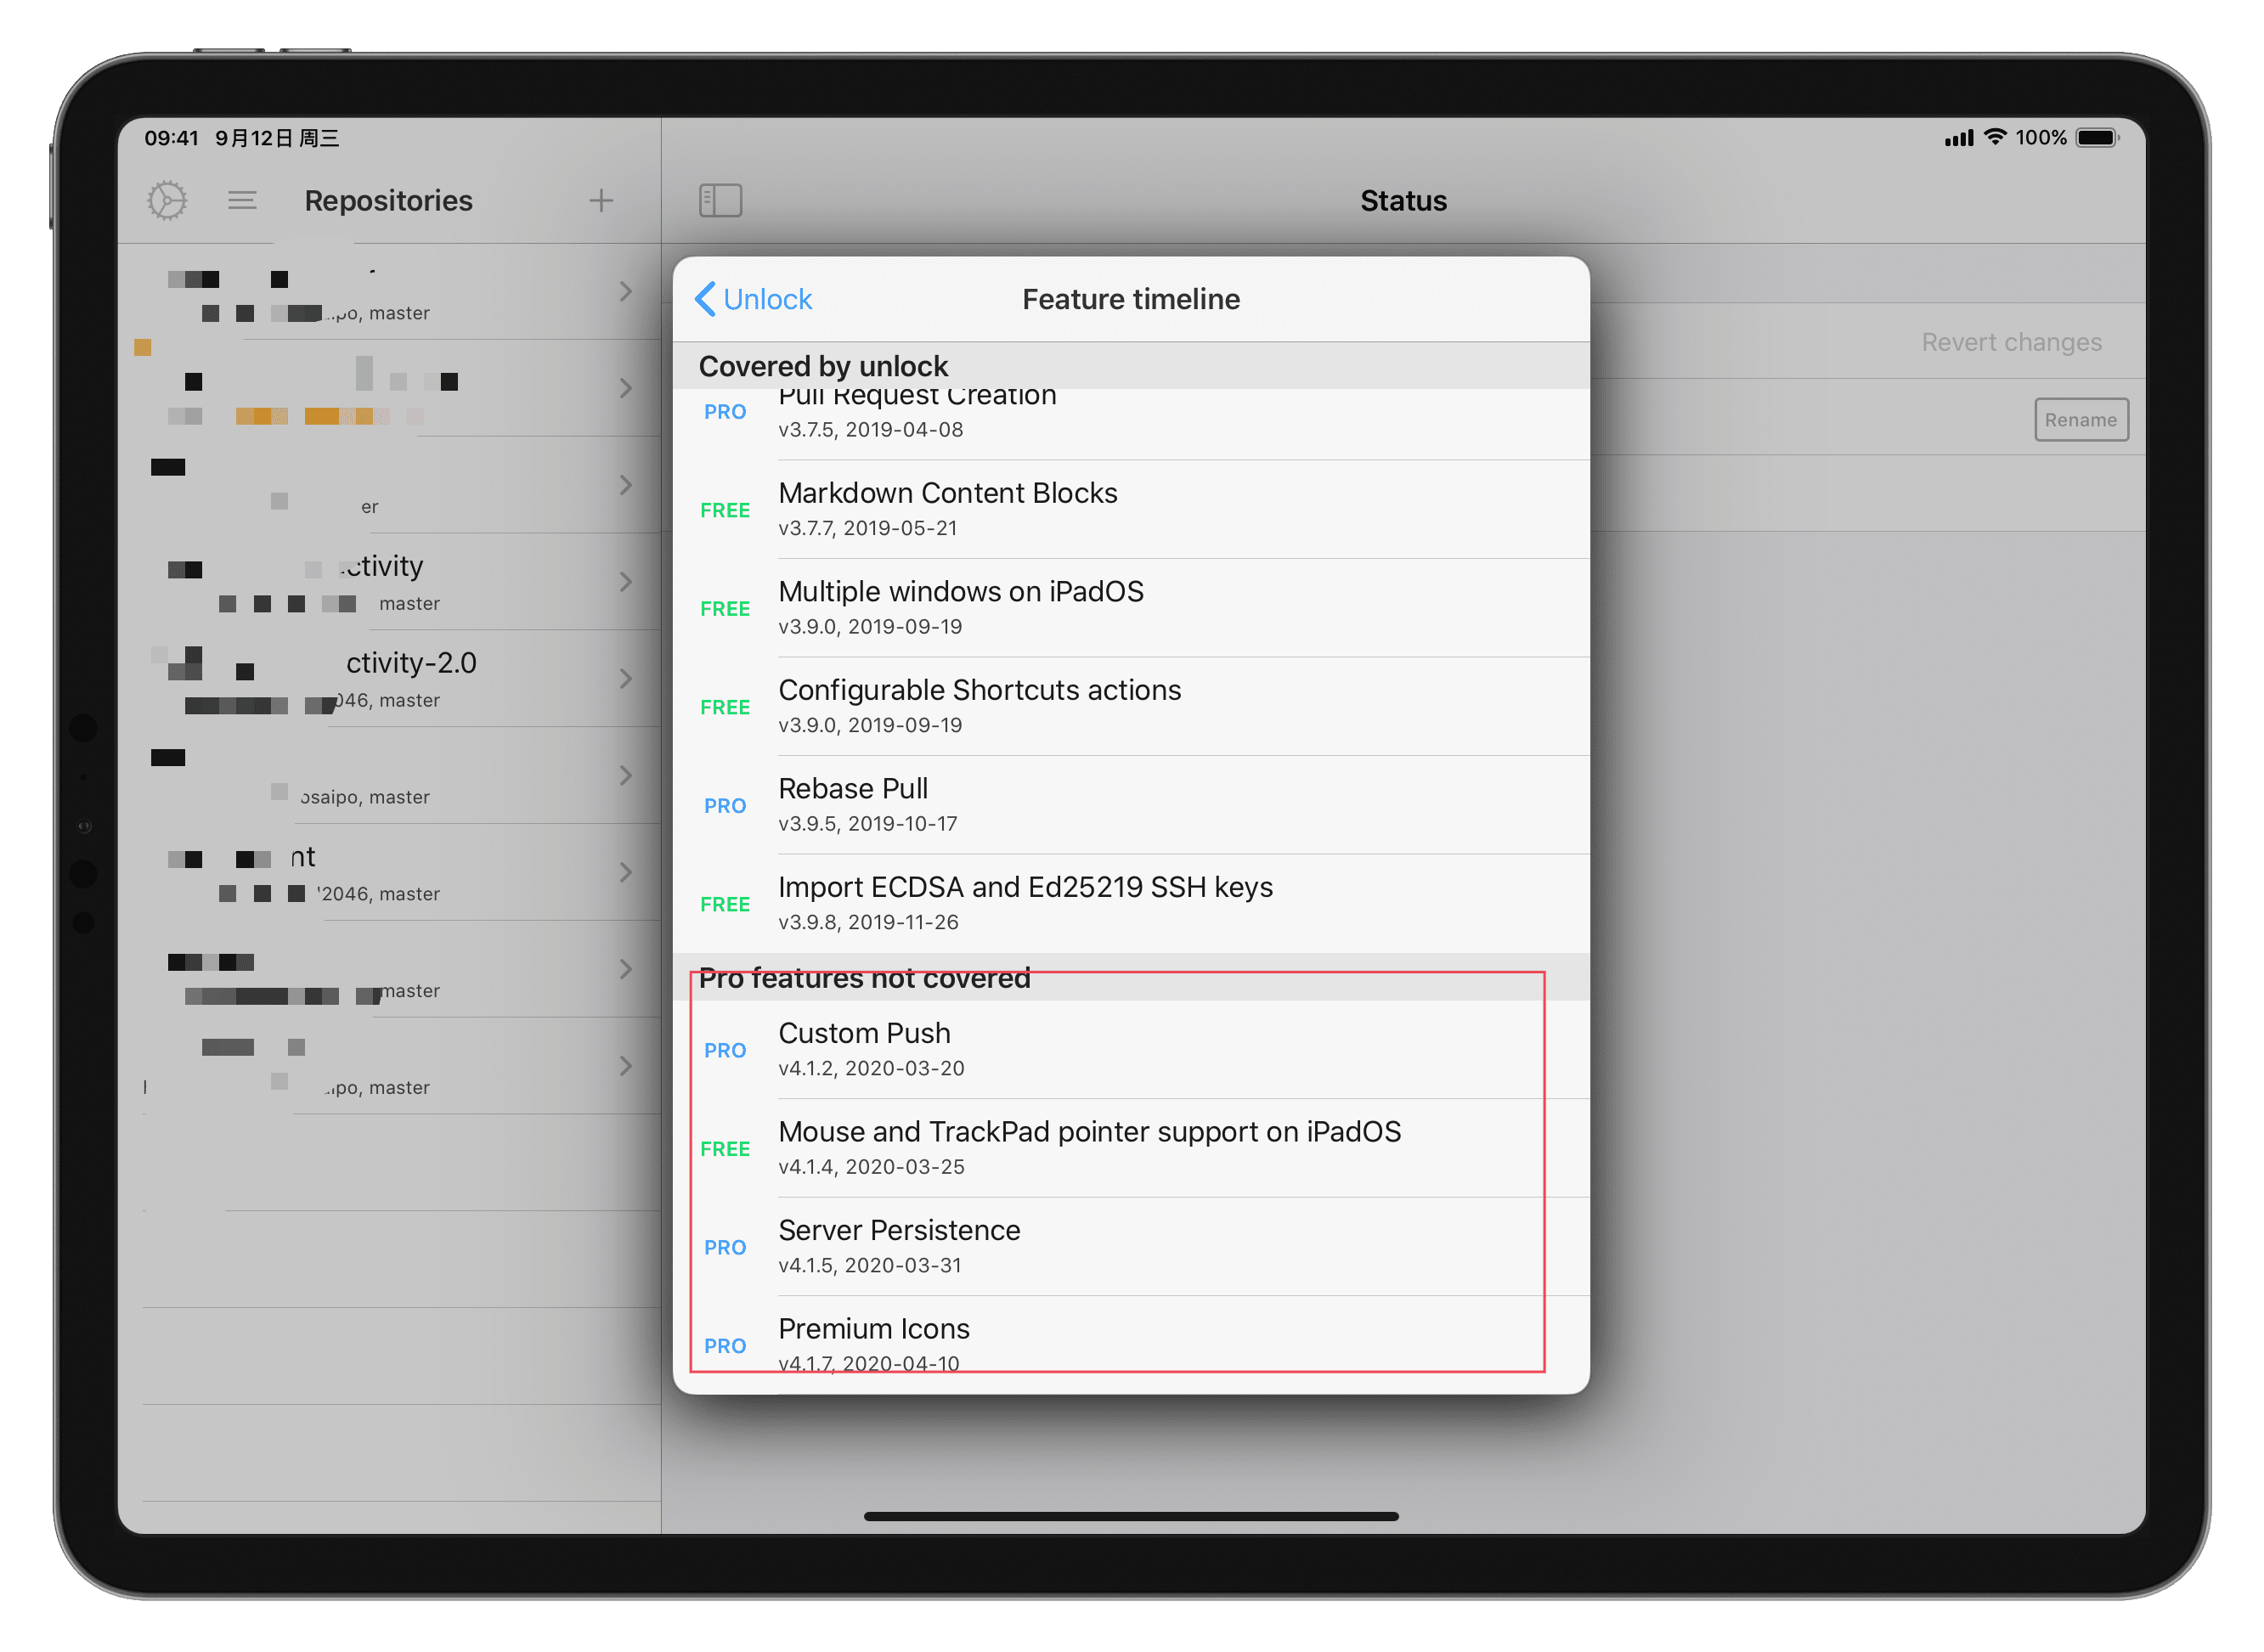 09:41 9月12日 周三
100%
Repositories
Status
master
master
ctivity
master
ctivity-2.0
master
master
master
master
master
Revert changes
Rename
Unlock
Feature timeline
Covered by unlock
PRO
Pull Request Creation
v3.7.5, 2019-04-08
FREE
Markdown Content Blocks
v3.7.7, 2019-05-21
FREE
Multiple windows on iPadOS
v3.9.0, 2019-09-19
FREE
Configurable Shortcuts actions
v3.9.0, 2019-09-19
PRO
Rebase Pull
v3.9.5, 2019-10-17
FREE
Import ECDSA and Ed25219 SSH keys
v3.9.8, 2019-11-26
Pro features not covered
PRO
Custom Push
v4.1.2, 2020-03-20
FREE
Mouse and TrackPad pointer support on iPadOS
v4.1.4, 2020-03-25
PRO
Server Persistence
v4.1.5, 2020-03-31
PRO
Premium Icons
v4.1.7, 2020-04-10